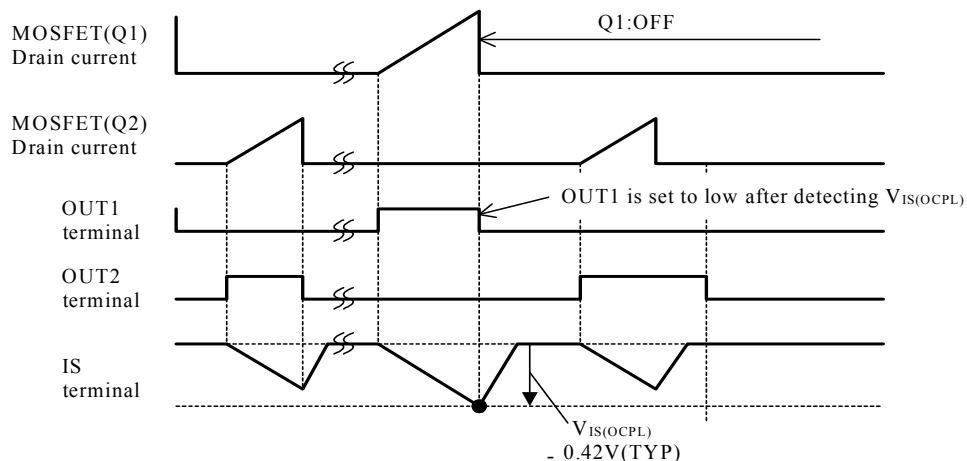 MOSFET(Q1)
Drain current
Q1:OFF
MOSFET(Q2)
Drain current
OUT1
terminal
OUT1 is set to low after detecting VIS(OCPL)
OUT2
terminal
IS
terminal
VIS(OCPL)
- 0.42V(TYP)